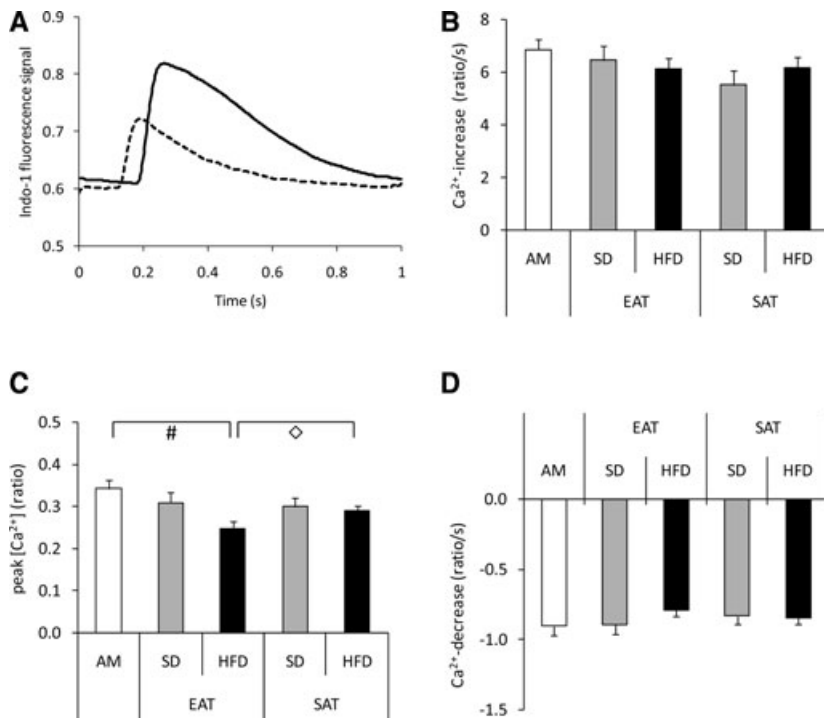 A
Indo-1 fluorescence signal
0.9
0.8
0.7
0.6
0.5
0
0.2
0.4
0.6
0.8
1
Time (s)
B
Ca²⁺-increase (ratio/s)
8
6
4
2
0
AM SD HFD SD HFD
EAT SAT
C
peak [Ca²⁺] (ratio)
0.5
0.4
0.3
0.3
0.2
0.1
0.0
# ◇
AM SD HFD SD HFD
EAT SAT
D
EAT SAT
AM SD HFD SD HFD
Ca²⁺-decrease (ratio/s)
0.0
-0.5
-1.0
-1.5